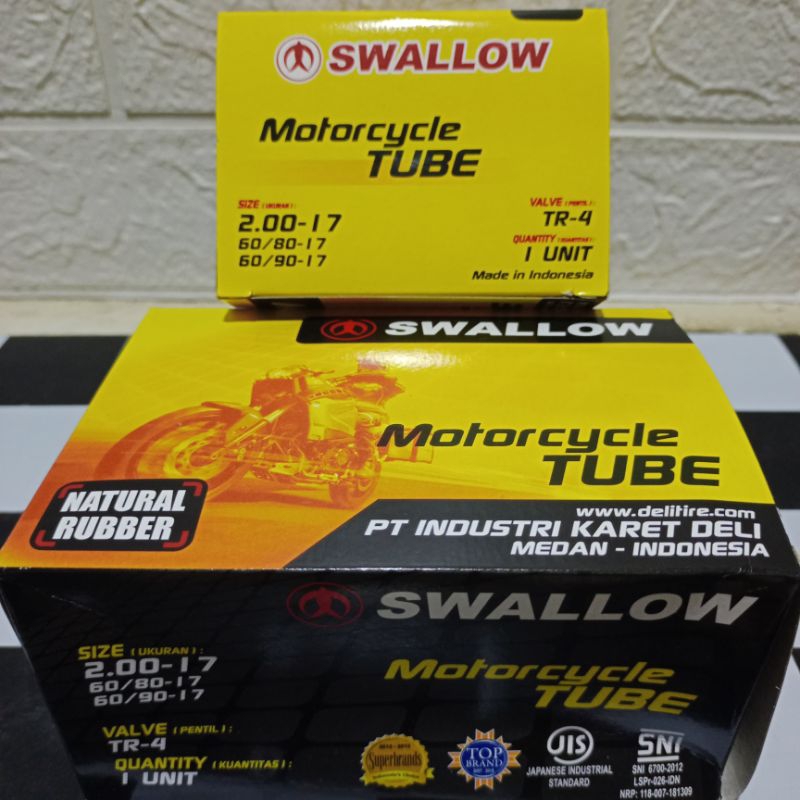 SWALLOW
Motorcycle
TUBE
SIZE (UKURAN) :
2.00-17
60/80-17
60/90-17
VALVE (PENTIL) :
TR-4
QUANTITY (KUANTITAS) :
1 UNIT
Made in Indonesia
SWALLOW
Motorcycle
TUBE
NATURAL
RUBBER
www.delitire.com
PT INDUSTRI KARET DELI
MEDAN - INDONESIA
SWALLOW
Motorcycle
TUBE
SIZE (UKURAN) :
2.00-17
60/80-17
60/90-17
VALVE (PENTIL) :
TR-4
QUANTITY (KUANTITAS) :
1 UNIT
Superbrands
TOP
BRAND
JIS
JAPANESE INDUSTRIAL
STANDARD
SNI
SNI 6700-2012
LSPr-026-IDN
NRP: 118-007-181309